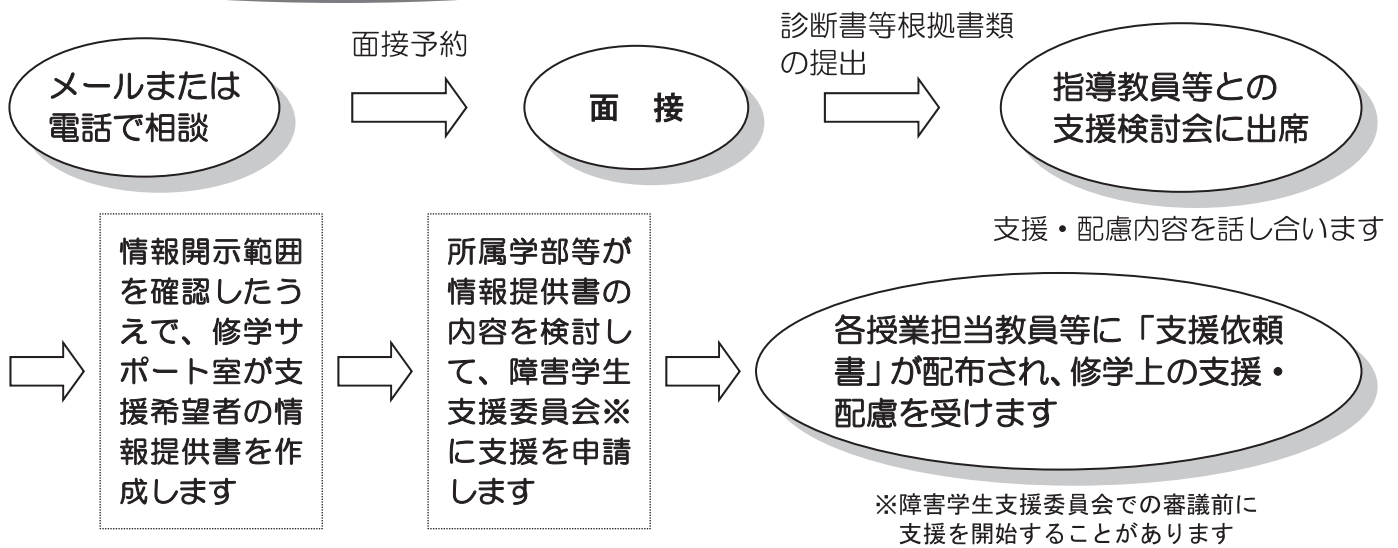 メールまたは
電話で相談
面接予約
面　接
診断書等根拠書類
の提出
指導教員等との
支援検討会に出席
支援・配慮内容を話し合います
情報開示範囲
を確認したう
えで、修学サ
ポート室が支
援希望者の情
報提供書を作
成します
所属学部等が
情報提供書の
内容を検討し
て、障害学生
支援委員会※
に支援を申請
します
各授業担当教員等に「支援依頼
書」が配布され、修学上の支援・
配慮を受けます
※障害学生支援委員会での審議前に
支援を開始することがあります